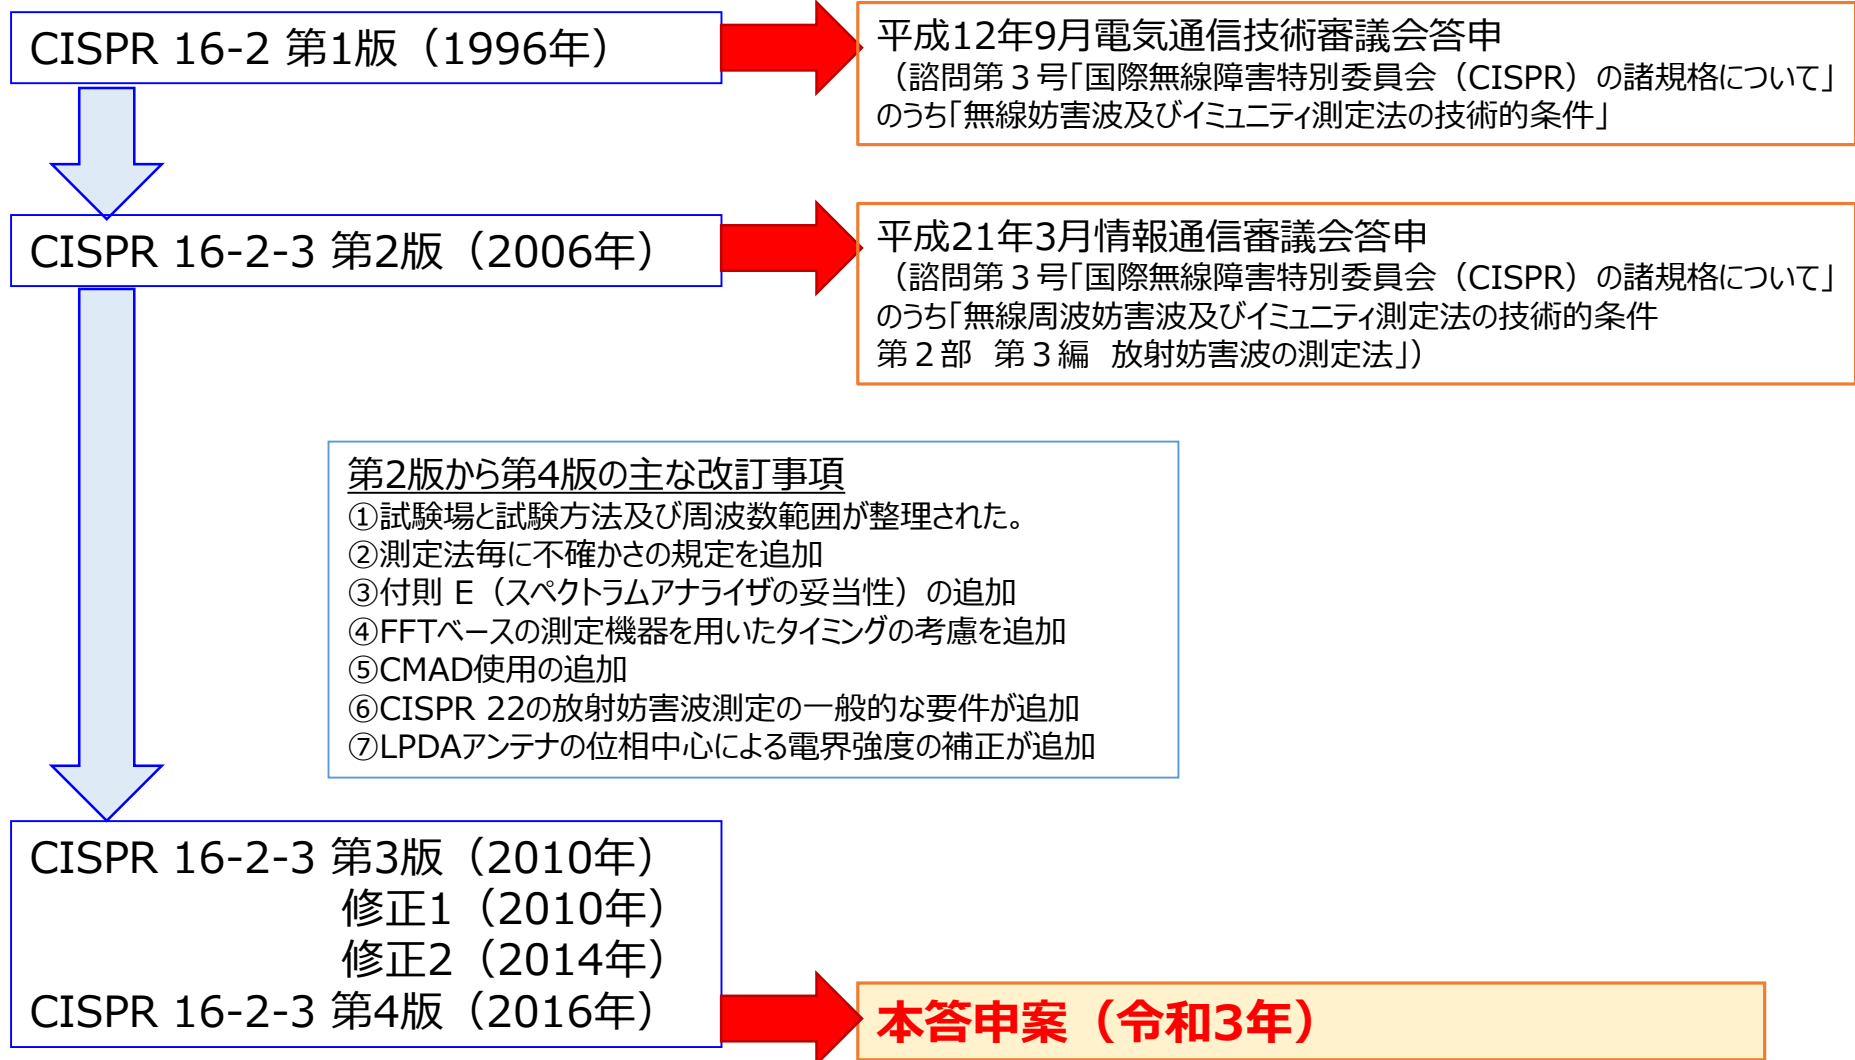 CISPR 16-2 第1版（1996年）
平成12年9月電気通信技術審議会答申
（諮問第３号「国際無線障害特別委員会（CISPR）の諸規格について」
のうち「無線妨害波及びイミュニティ測定法の技術的条件」
CISPR 16-2-3 第2版（2006年）
平成21年3月情報通信審議会答申
（諮問第３号「国際無線障害特別委員会（CISPR）の諸規格について」
のうち「無線周波妨害波及びイミュニティ測定法の技術的条件
第２部 第３編 放射妨害波の測定法」）
第2版から第4版の主な改訂事項
①試験場と試験方法及び周波数範囲が整理された。
②測定法毎に不確かさの規定を追加
③付則 E（スペクトラムアナライザの妥当性）の追加
④FFTベースの測定機器を用いたタイミングの考慮を追加
⑤CMAD使用の追加
⑥CISPR 22の放射妨害波測定の一般的な要件が追加
⑦LPDAアンテナの位相中心による電界強度の補正が追加
CISPR 16-2-3 第3版（2010年）
修正1（2010年）
修正2（2014年）
CISPR 16-2-3 第4版（2016年）
本答申案（令和3年）